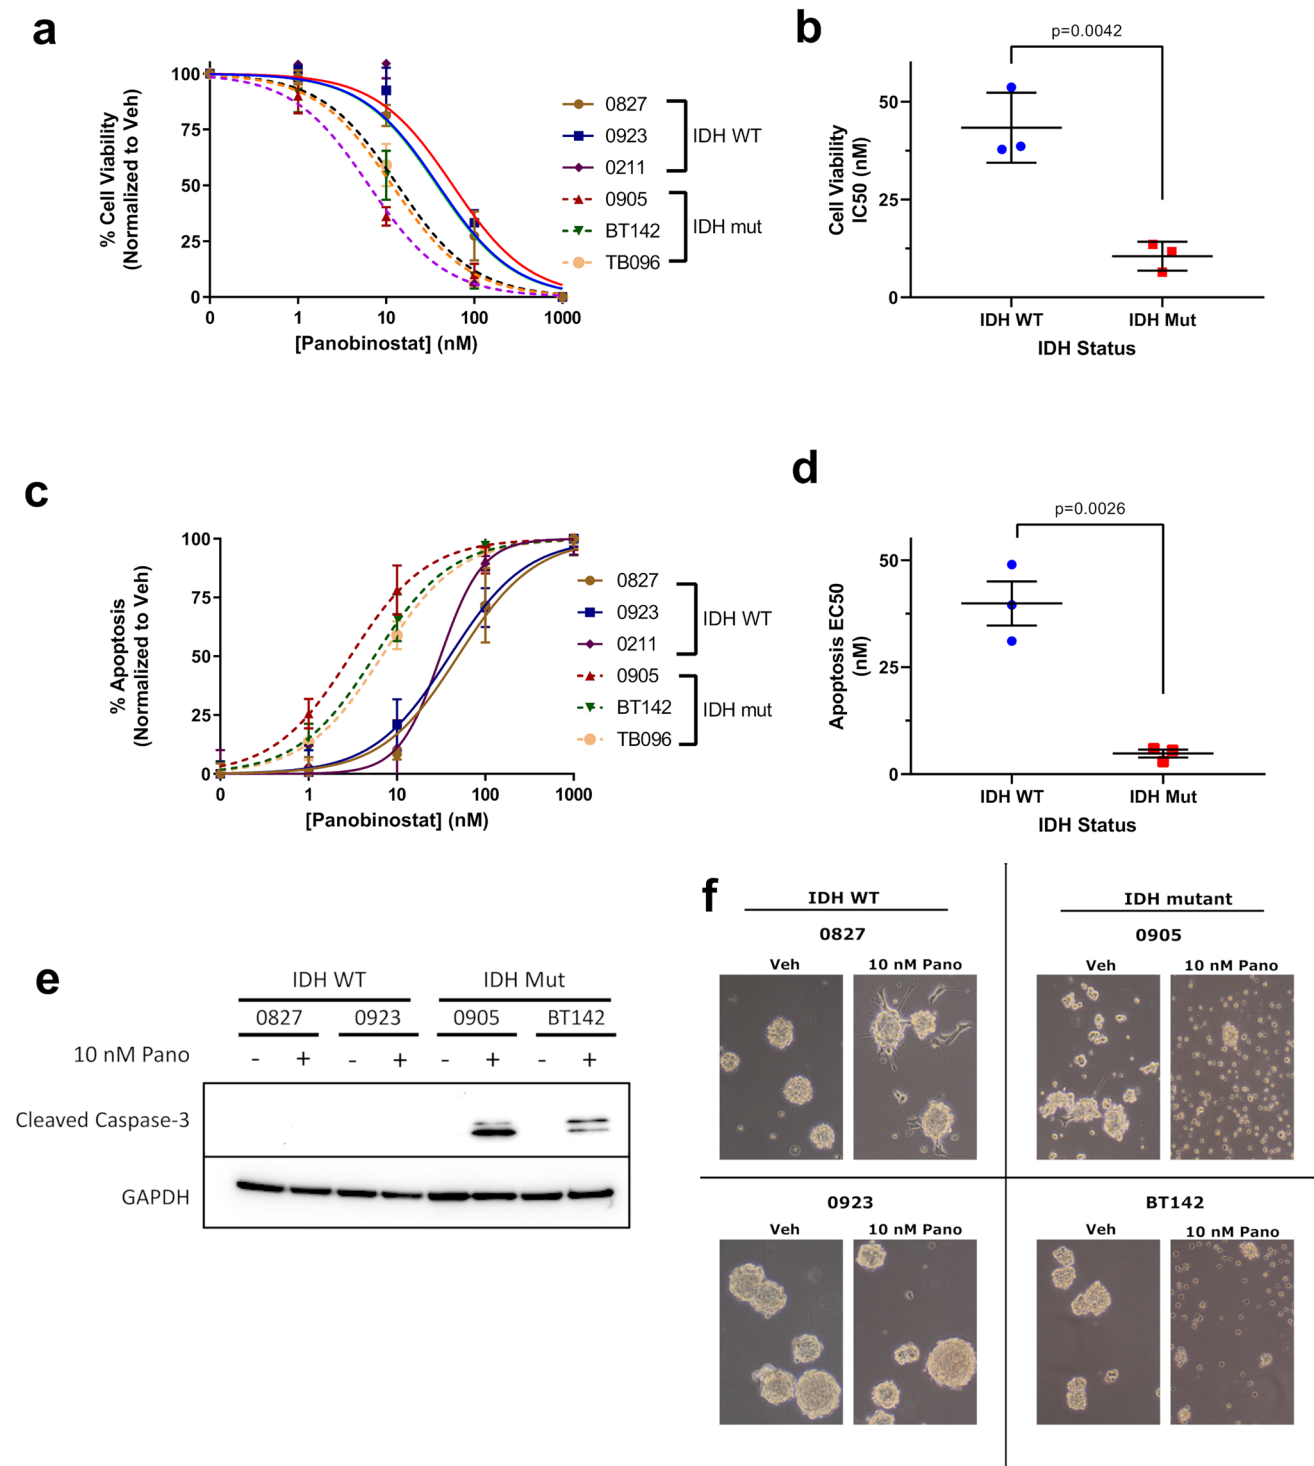 a
% Cell Viability
(Normalized to Veh)
100
75
50
25
0
0 1 10 100 1000
[Panobinostat] (nM)
0827
0923
0211
IDH WT
0905
BT142
TB096
IDH mut
b
p=0.0042
Cell Viability
IC50 (nM)
50
25
0
IDH WT IDH Mut
IDH Status
c
% Apoptosis
(Normalized to Veh)
100
75
50
25
0
0 1 10 100 1000
[Panobinostat] (nM)
0827
0923
0211
IDH WT
0905
BT142
TB096
IDH mut
d
p=0.0026
Apoptosis EC50
(nM)
50
25
0
IDH WT IDH Mut
IDH Status
e
IDH WT IDH Mut
0827 0923 0905 BT142
10 nM Pano - + - + - + - +
Cleaved Caspase-3
GAPDH
f
IDH WT IDH mutant
0827 0905
Veh 10 nM Pano Veh 10 nM Pano
0923 BT142
Veh 10 nM Pano Veh 10 nM Pano